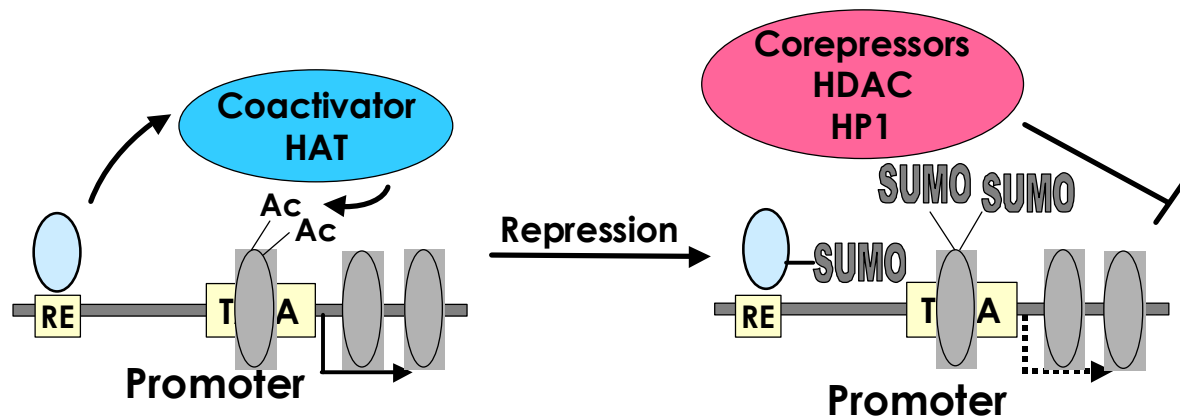 Coactivator
HAT
Ac
Ac
RE
T A
Promoter
Repression
Corepressors
HDAC
HP1
SUMO SUMO
SUMO
RE
T A
Promoter